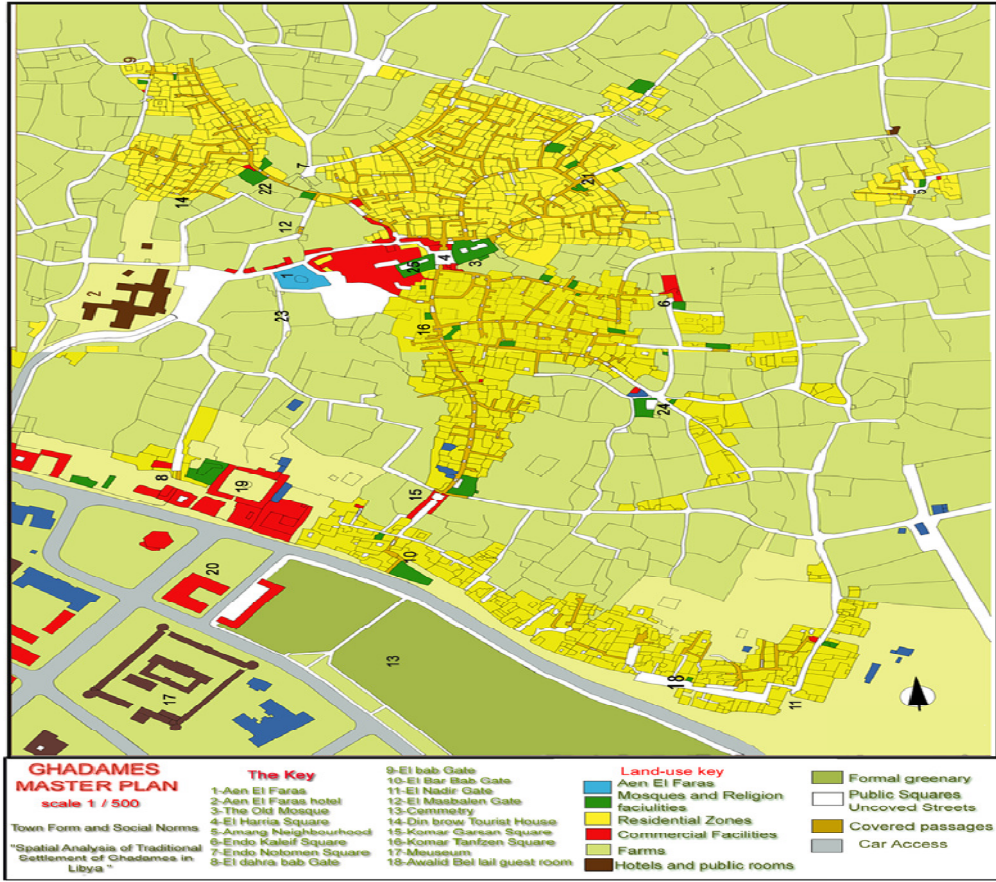 9
7
22
14
21
5
12
4
3
1
2
23
6
16
24
8
19
15
10
20
13
17
18
11
GHADAMES
MASTER PLAN
scale 1 / 500
Town Form and Social Norms
"Spatial Analysis of Traditional
Settlement of Ghadames in
Libya "
The Key
1-Aen El Faras
2-Aen El Faras hotel
3-The Old Mosque
4-El Harria Square
5-Amang Neighbourhood
6-Endo Kaleif Square
7-Endo Notomen Square
8-El dahra bab Gate
9-El bab Gate
10-El Bar Bab Gate
11-El Nadir Gate
12-El Masbalen Gate
13-Cemmetry
14-Din brow Tourist House
15-Komar Garsan Square
16-Komar Tanfzen Square
17-Meuseum
18-Awalid Bel lail guest room
Land-use key
Aen El Faras
Mosques and Religion
faciulities
Residential Zones
Commercial Facilities
Farms
Hotels and public rooms
Formal greenary
Public Squares
Uncoved Streets
Covered passages
Car Access